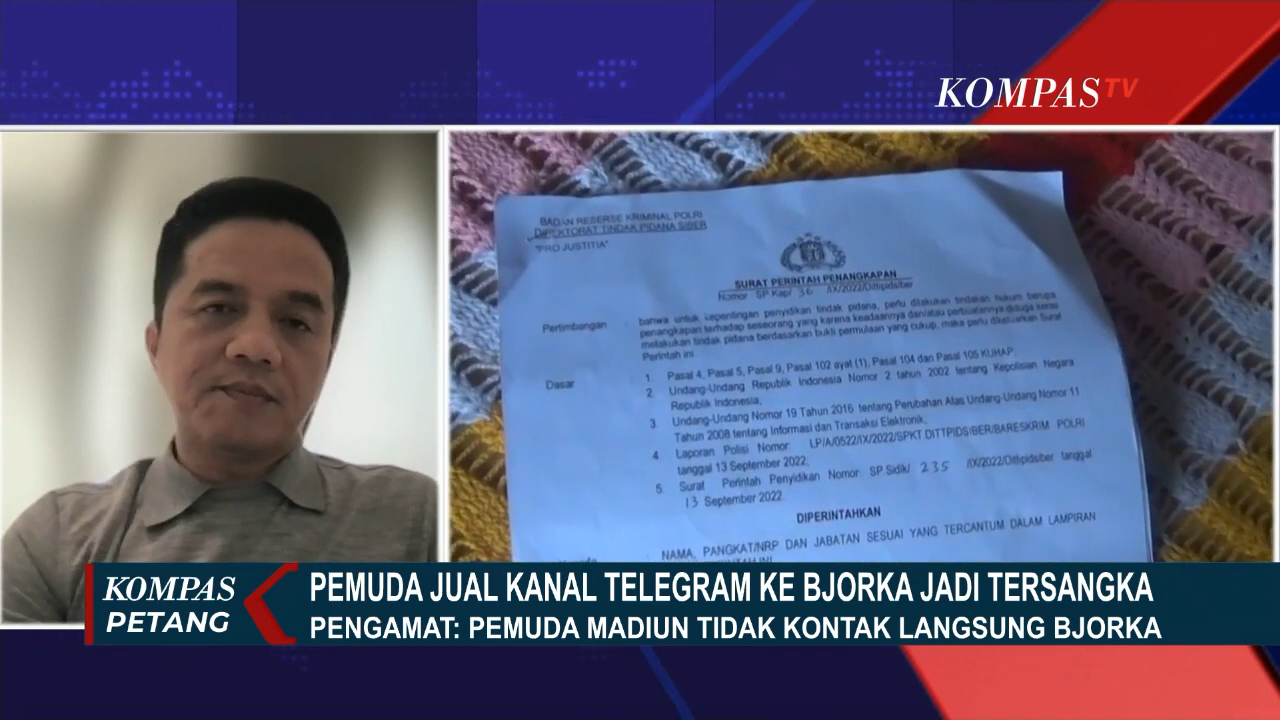 KOMPASTV
BADAN RESERSE KRIMINAL POLRI
DIREKTORAT TINDAK PIDANA SIBER
"PRO JUSTITIA"
SURAT PERINTAH PENANGKAPAN
Nomor SP.Kap/ 36 /IX/2022/Dittipidsiber
Pertimbangan
bahwa untuk kepentingan penyidikan tindak pidana, perlu dilakukan tindakan hukum berupa
penangkapan terhadap seseorang yang karena keadaannya dan/atau perbuatannya diduga keras
melakukan tindak pidana berdasarkan bukti permulaan yang cukup, maka perlu dikeluarkan Surat
Perintah ini
Dasar
1. Pasal 4, Pasal 5, Pasal 9, Pasal 102 ayat (1), Pasal 104 dan Pasal 105 KUHAP;
2. Undang-Undang Republik Indonesia Nomor 2 tahun 2002 tentang Kepolisian Negara
Republik Indonesia;
3. Undang-Undang Nomor 19 Tahun 2016 tentang Perubahan Atas Undang-Undang Nomor 11
Tahun 2008 tentang Informasi dan Transaksi Elektronik;
4. Laporan Polisi Nomor: LP/A/0522/IX/2022/SPKT.DITTPIDSIBER/BARESKRIM POLRI
tanggal 13 September 2022;
5. Surat Perintah Penyidikan Nomor SP.Sidik/ 235 /IX/2022/Dittipidsiber tanggal
13 September 2022
DIPERINTAHKAN
NAMA, PANGKAT/NRP DAN JABATAN SESUAI YANG TERCANTUM DALAM LAMPIRAN
KOMPAS PETANG
PEMUDA JUAL KANAL TELEGRAM KE BJORKA JADI TERSANGKA
PENGAMAT: PEMUDA MADIUN TIDAK KONTAK LANGSUNG BJORKA